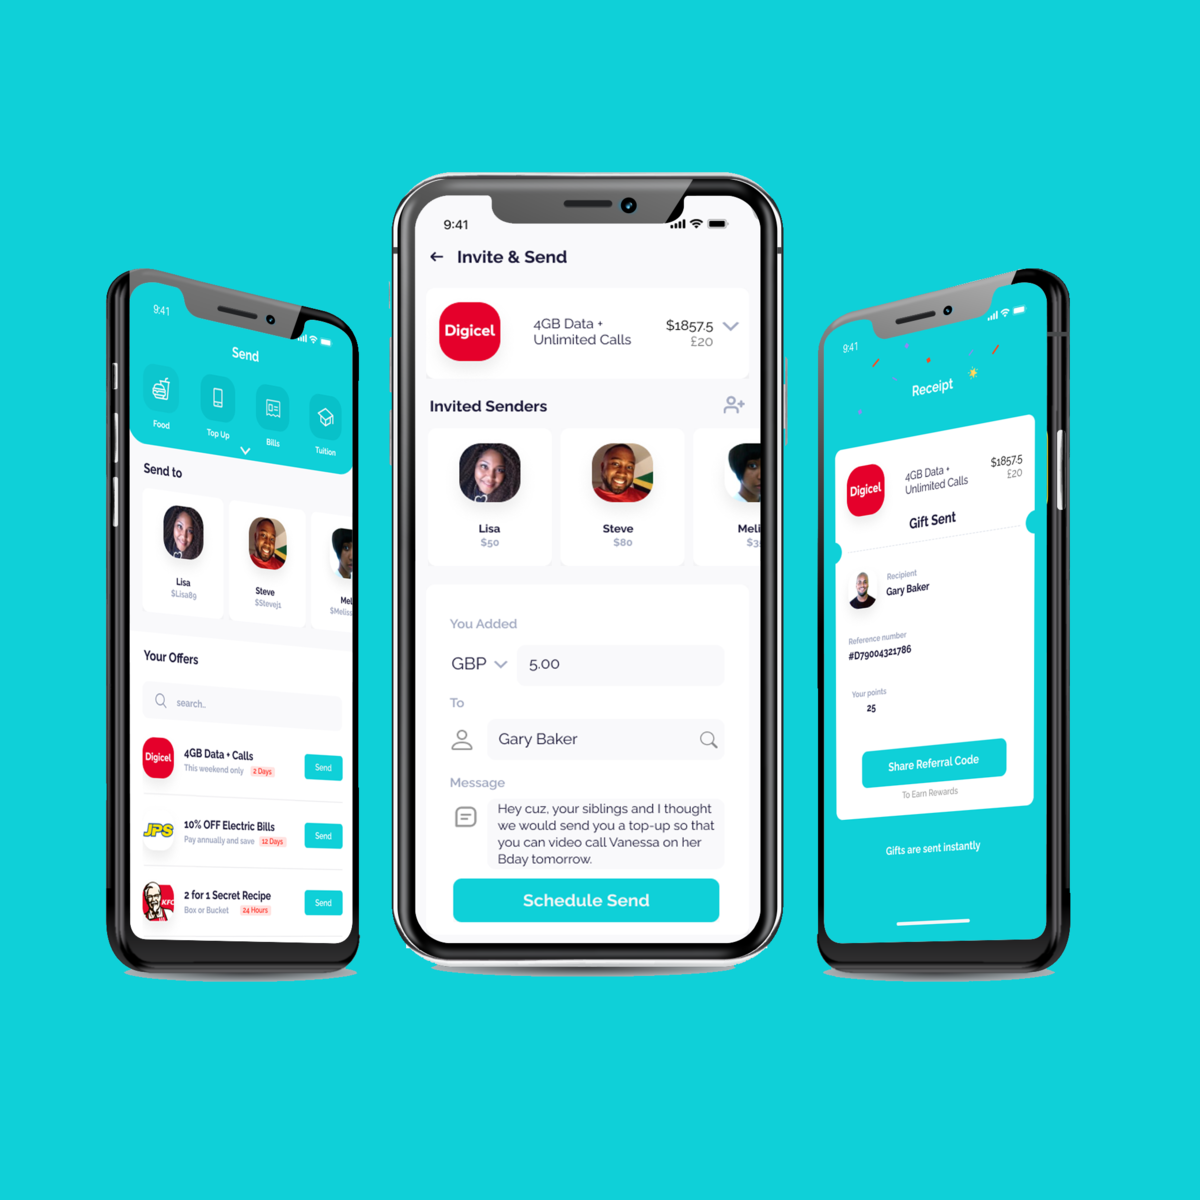 9:41
Send
Food
Top Up
Bills
Tuition
Send to
Lisa
$Lisa89
Steve
$Stevej1
Mel
$Melis
Your Offers
search..
Digicel
4GB Data + Calls
This weekend only 2 Days
Send
JPS
10% OFF Electric Bills
Pay annually and save 12 Days
Send
KFC
2 for 1 Secret Recipe
Box or Bucket 24 Hours
Send
9:41
Invite & Send
Digicel
4GB Data +
Unlimited Calls
$1857.5
£20
Invited Senders
Lisa
$50
Steve
$80
Meli
$3
You Added
GBP
5.00
To
Gary Baker
Message
Hey cuz, your siblings and I thought
we would send you a top-up so that
you can video call Vanessa on her
Bday tomorrow.
Schedule Send
9:41
Receipt
Digicel
4GB Data +
Unlimited Calls
$1857.5
£20
Gift Sent
Recipient
Gary Baker
Reference number
#D79004321786
Your points
25
Share Referral Code
To Earn Rewards
Gifts are sent instantly